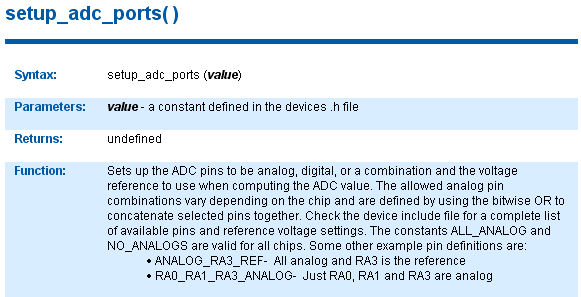 setup_adc_ports( )
Syntax: setup_adc_ports (value)
Parameters: value - a constant defined in the devices .h file
Returns: undefined
Function: Sets up the ADC pins to be analog, digital, or a combination and the voltage
reference to use when computing the ADC value. The allowed analog pin
combinations vary depending on the chip and are defined by using the bitwise OR to
concatenate selected pins together. Check the device include file for a complete list
of available pins and reference voltage settings. The constants ALL_ANALOG and
NO_ANALOGS are valid for all chips. Some other example pin definitions are:
• ANALOG_RA3_REF- All analog and RA3 is the reference
• RA0_RA1_RA3_ANALOG- Just RA0, RA1 and RA3 are analog